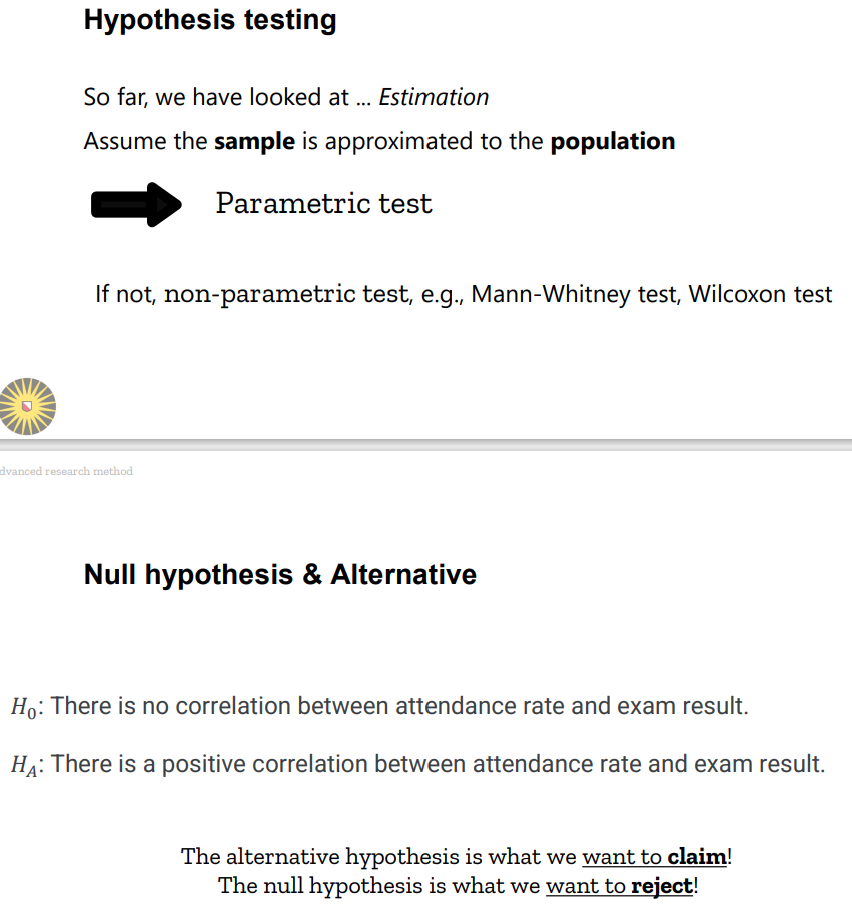 Hypothesis testing
So far, we have looked at ... Estimation
Assume the sample is approximated to the population
Parametric test
If not, non-parametric test, e.g., Mann-Whitney test, Wilcoxon test
dvanced research method
Null hypothesis & Alternative
H₀: There is no correlation between attendance rate and exam result.
H_A: There is a positive correlation between attendance rate and exam result.
The alternative hypothesis is what we want to claim!
The null hypothesis is what we want to reject!